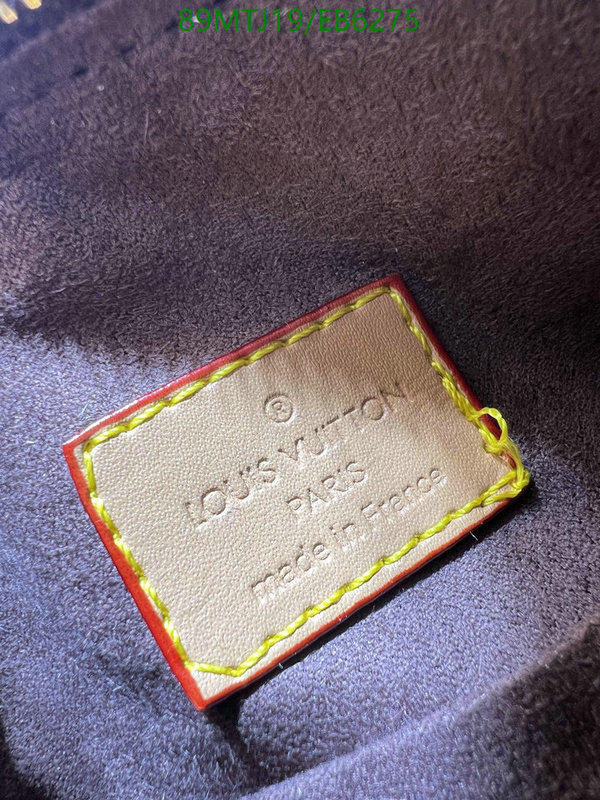 89MTJ19/EB6275
®
LOUIS VUITTON
PARIS
made in France